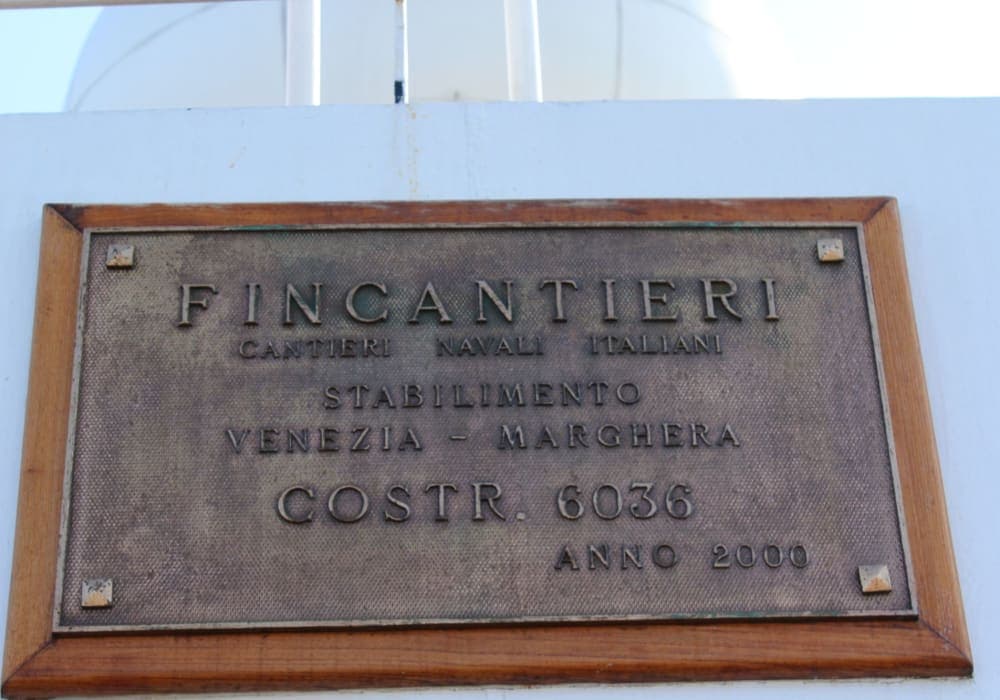 FINCANTIERI
CANTIERI NAVALI ITALIANI
STABILIMENTO
VENEZIA - MARGHERA
COSTR. 6036
ANNO 2000